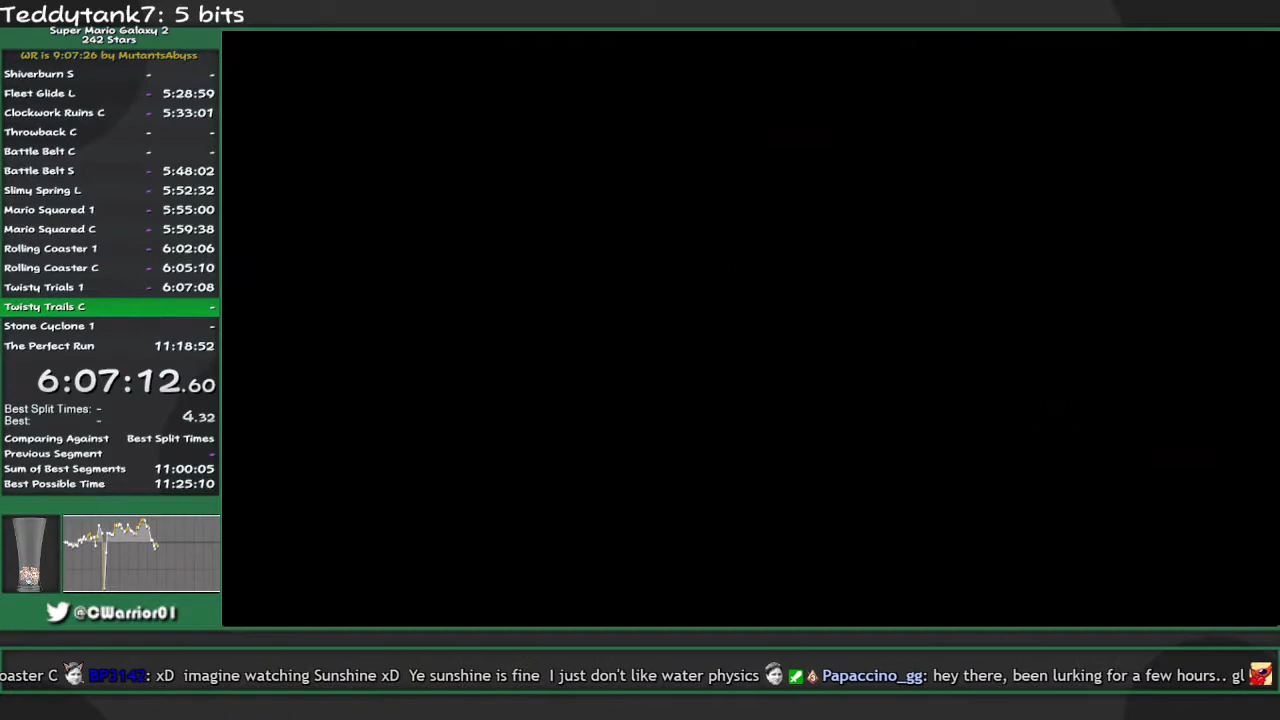 Teddytank7: 5 bits
Super Mario Galaxy 2
242 Stars
WR is 9:07:26 by MutantsAbyss
Shiverburn S - -
Fleet Glide L - 5:28:59
Clockwork Ruins C - 5:33:01
Throwback C - -
Battle Belt C - -
Battle Belt S - 5:48:02
Slimy Spring L - 5:52:32
Mario Squared 1 - 5:55:00
Mario Squared C - 5:59:38
Rolling Coaster 1 - 6:02:06
Rolling Coaster C - 6:05:10
Twisty Trials 1 - 6:07:08
Twisty Trails C -
Stone Cyclone 1 -
The Perfect Run 11:18:52
6:07:12.60
Best Split Times: -
Best: - 4.32
Comparing Against Best Split Times
Previous Segment -
Sum of Best Segments 11:00:05
Best Possible Time 11:25:10
@CWarrior01
oaster C BP3142: xD imagine watching Sunshine xD Ye sunshine is fine I just don't like water physics Papaccino_gg: hey there, been lurking for a few hours.. gl